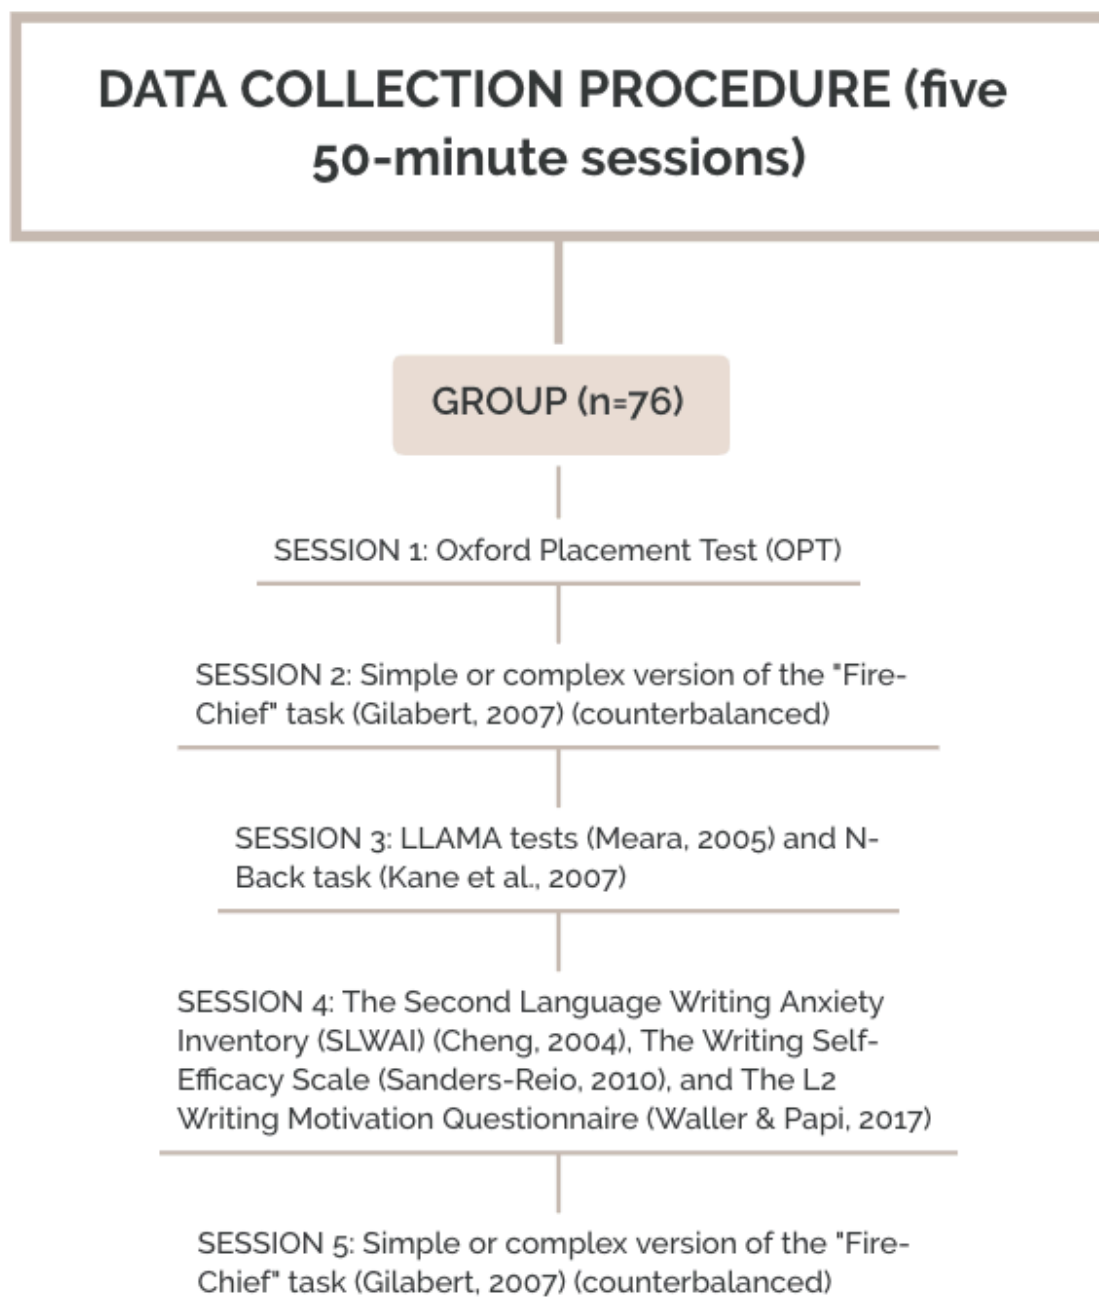 DATA COLLECTION PROCEDURE (five
50-minute sessions)
GROUP (n=76)
SESSION 1: Oxford Placement Test (OPT)
SESSION 2: Simple or complex version of the "Fire-
Chief" task (Gilabert, 2007) (counterbalanced)
SESSION 3: LLAMA tests (Meara, 2005) and N-
Back task (Kane et al., 2007)
SESSION 4: The Second Language Writing Anxiety
Inventory (SLWAI) (Cheng, 2004), The Writing Self-
Efficacy Scale (Sanders-Reio, 2010), and The L2
Writing Motivation Questionnaire (Waller & Papi, 2017)
SESSION 5: Simple or complex version of the "Fire-
Chief" task (Gilabert, 2007) (counterbalanced)